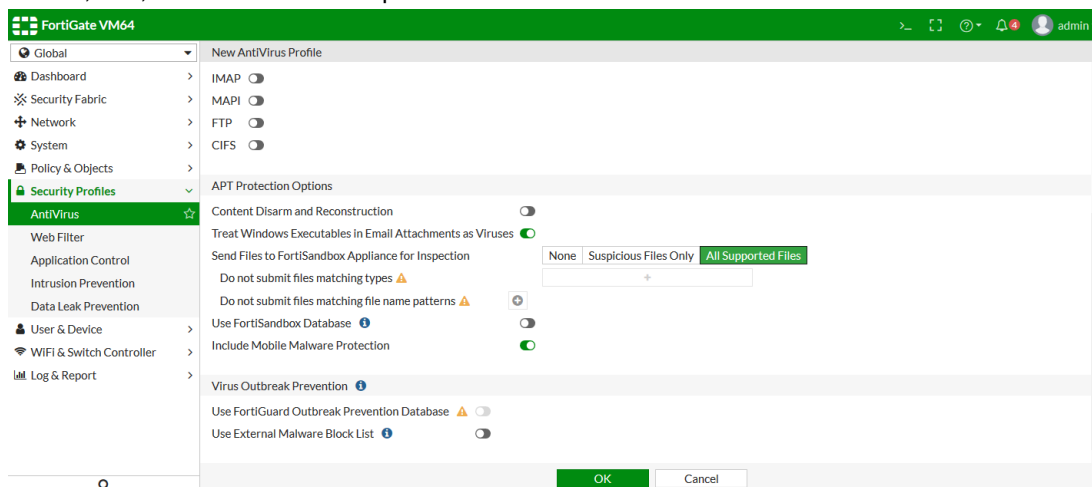 FortiGate VM64
>_
4
admin
Global
New AntiVirus Profile
Dashboard
IMAP
Security Fabric
MAPI
Network
FTP
System
CIFS
Policy & Objects
Security Profiles
APT Protection Options
AntiVirus
Content Disarm and Reconstruction
Web Filter
Treat Windows Executables in Email Attachments as Viruses
Application Control
Send Files to FortiSandbox Appliance for Inspection
None Suspicious Files Only All Supported Files
Intrusion Prevention
Do not submit files matching types
Data Leak Prevention
Do not submit files matching file name patterns
User & Device
Use FortiSandbox Database
WiFi & Switch Controller
Include Mobile Malware Protection
Log & Report
Virus Outbreak Prevention
Use FortiGuard Outbreak Prevention Database
Use External Malware Block List
OK Cancel